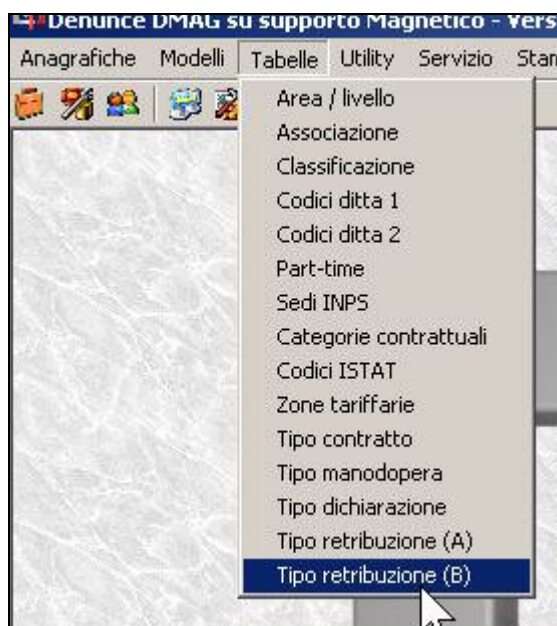 Denunce DMAG su supporto Magnetico - Vers
Anagrafiche Modelli Tabelle Utility Servizio Stam
Area / livello
Associazione
Classificazione
Codici ditta 1
Codici ditta 2
Part-time
Sedi INPS
Categorie contrattuali
Codici ISTAT
Zone tariffarie
Tipo contratto
Tipo manodopera
Tipo dichiarazione
Tipo retribuzione (A)
Tipo retribuzione (B)